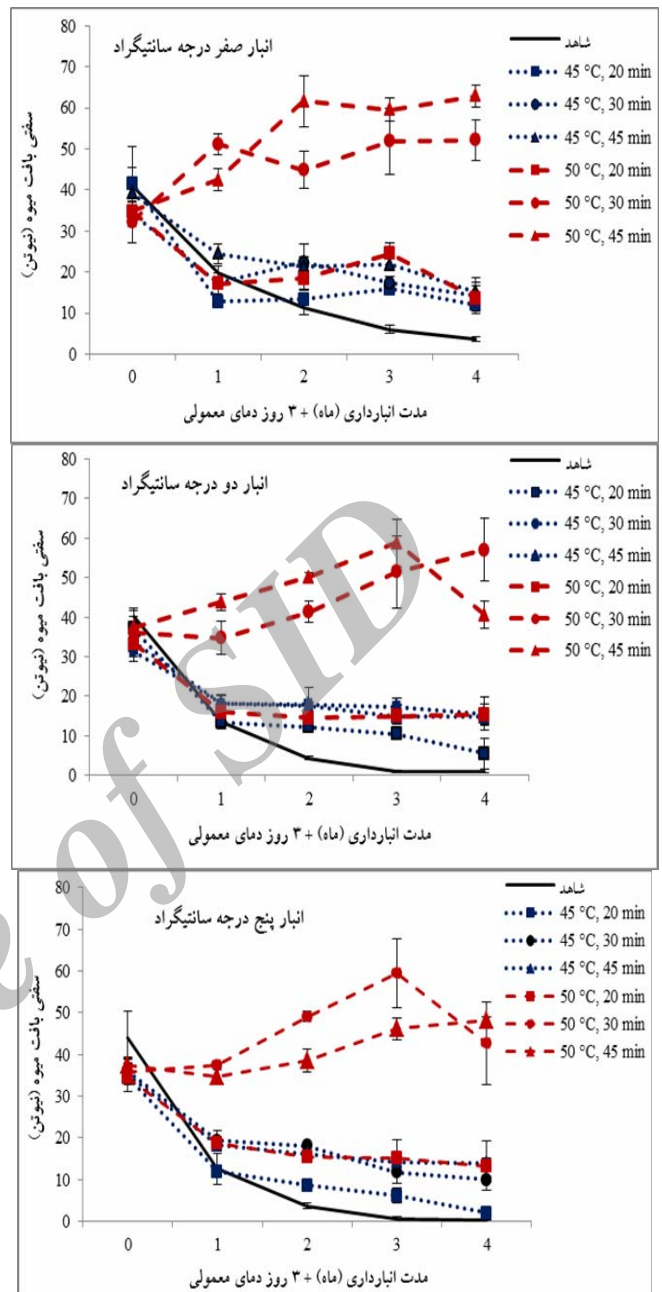 انبار صفر درجه سانتیگراد
سفتی بافت میوه (نیوتن)
80
70
60
50
40
30
20
10
0
0 1 2 3 4
مدت انبارداری (ماه) + ۳ روز دمای معمولی
شاهد
45 °C, 20 min
45 °C, 30 min
45 °C, 45 min
50 °C, 20 min
50 °C, 30 min
50 °C, 45 min
انبار دو درجه سانتیگراد
سفتی بافت میوه (نیوتن)
80
70
60
50
40
30
20
10
0
0 1 2 3 4
مدت انبارداری (ماه) + ۳ روز دمای معمولی
شاهد
45 °C, 20 min
45 °C, 30 min
45 °C, 45 min
50 °C, 20 min
50 °C, 30 min
50 °C, 45 min
انبار پنج درجه سانتیگراد
سفتی بافت میوه (نیوتن)
80
70
60
50
40
30
20
10
0
0 1 2 3 4
مدت انبارداری (ماه) + ۳ روز دمای معمولی
شاهد
45 °C, 20 min
45 °C, 30 min
45 °C, 45 min
50 °C, 20 min
50 °C, 30 min
50 °C, 45 min
of SID